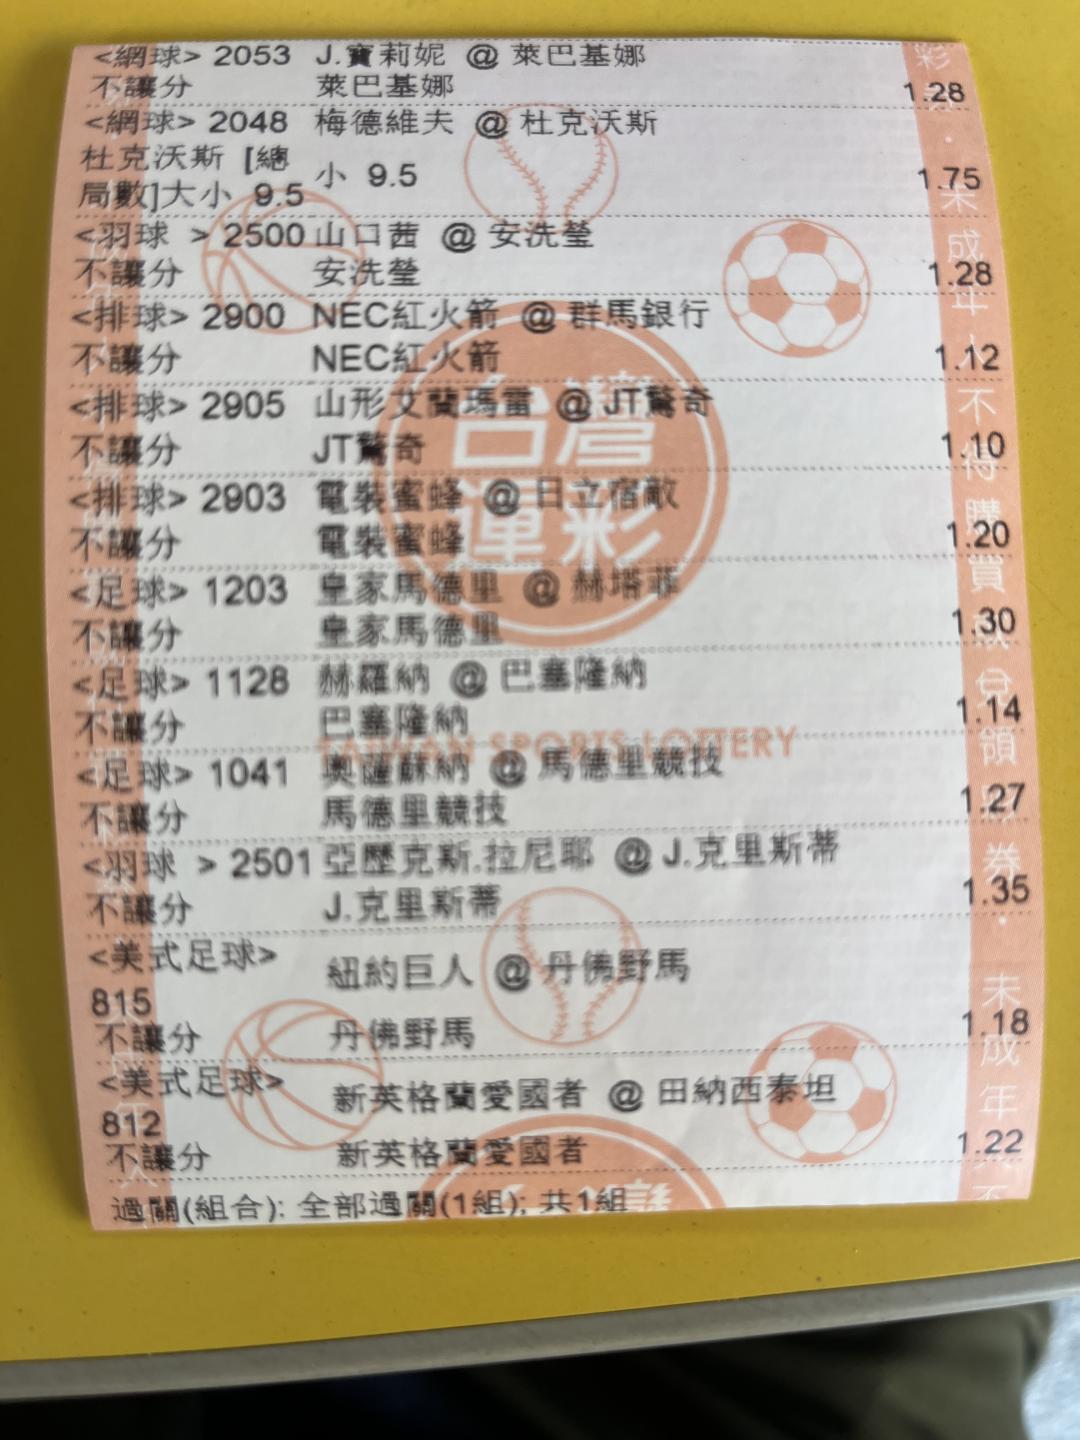 <網球> 2053 J.寶莉妮 @ 萊巴基娜
不讓分 萊巴基娜 1.28
<網球> 2048 梅德維夫 @ 杜克沃斯
杜克沃斯 [總
局數]大小 9.5 小 9.5 1.75
<羽球 > 2500 山口茜 @ 安洗瑩
不讓分 安洗瑩 1.28
<排球> 2900 NEC紅火箭 @ 群馬銀行
不讓分 NEC紅火箭 1.12
<排球> 2905 山形艾蘭瑪雷 @ JT驚奇
不讓分 JT驚奇 1.10
<排球> 2903 電裝蜜蜂 @ 日立宿敵
不讓分 電裝蜜蜂 1.20
<足球> 1203 皇家馬德里 @ 赫塔菲
不讓分 皇家馬德里 1.30
<足球> 1128 赫羅納 @ 巴塞隆納
不讓分 巴塞隆納 1.14
<足球> 1041 奧薩蘇納 @ 馬德里競技
不讓分 馬德里競技 1.27
<羽球 > 2501 亞歷克斯.拉尼耶 @ J.克里斯蒂
不讓分 J.克里斯蒂 1.35
<美式足球>
815 紐約巨人 @ 丹佛野馬
不讓分 丹佛野馬 1.18
<美式足球>
812 新英格蘭愛國者 @ 田納西泰坦
不讓分 新英格蘭愛國者 1.22
過關(組合): 全部過關(1組); 共1組
台灣
運彩
TAIWAN SPORTS LOTTERY